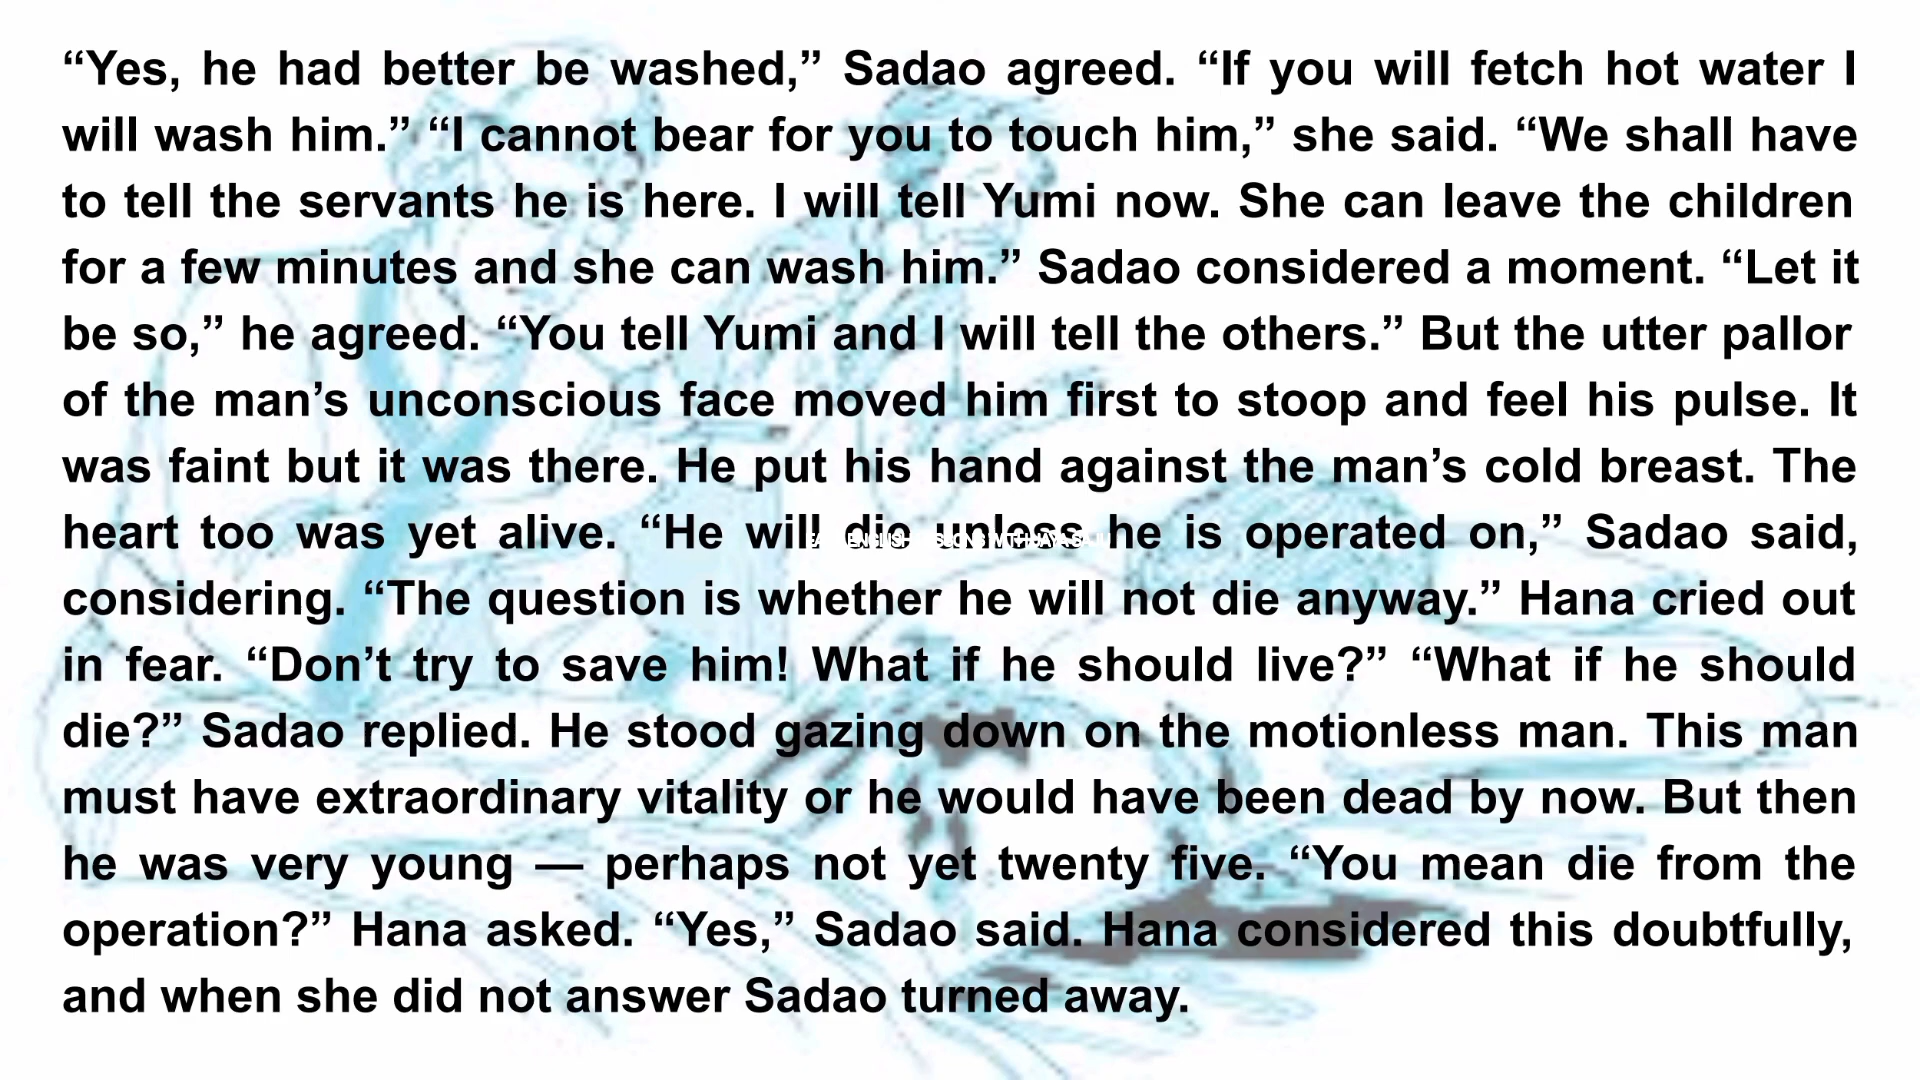 “Yes, he had better be washed,” Sadao agreed. “If you will fetch hot water I
will wash him.” “I cannot bear for you to touch him,” she said. “We shall have
to tell the servants he is here. I will tell Yumi now. She can leave the children
for a few minutes and she can wash him.” Sadao considered a moment. “Let it
be so,” he agreed. “You tell Yumi and I will tell the others.” But the utter pallor
of the man’s unconscious face moved him first to stoop and feel his pulse. It
was faint but it was there. He put his hand against the man’s cold breast. The
heart too was yet alive. “He will die unless he is operated on,” Sadao said,
considering. “The question is whether he will not die anyway.” Hana cried out
in fear. “Don’t try to save him! What if he should live?” “What if he should
die?” Sadao replied. He stood gazing down on the motionless man. This man
must have extraordinary vitality or he would have been dead by now. But then
he was very young — perhaps not yet twenty five. “You mean die from the
operation?” Hana asked. “Yes,” Sadao said. Hana considered this doubtfully,
and when she did not answer Sadao turned away.